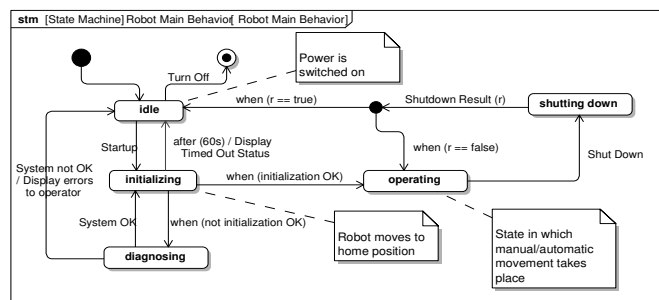 stm [State Machine] Robot Main Behavior[ Robot Main Behavior]
Power is
switched on
Turn Off
when (r == true)
Shutdown Result (r)
shutting down
idle
Startup
after (60s) / Display
Timed Out Status
when (r == false)
Shut Down
System not OK
/ Display errors
to operator
initializing
when (initialization OK)
operating
System OK
when (not initialization OK)
Robot moves to
home position
State in which
manual/automatic
movement takes
place
diagnosing